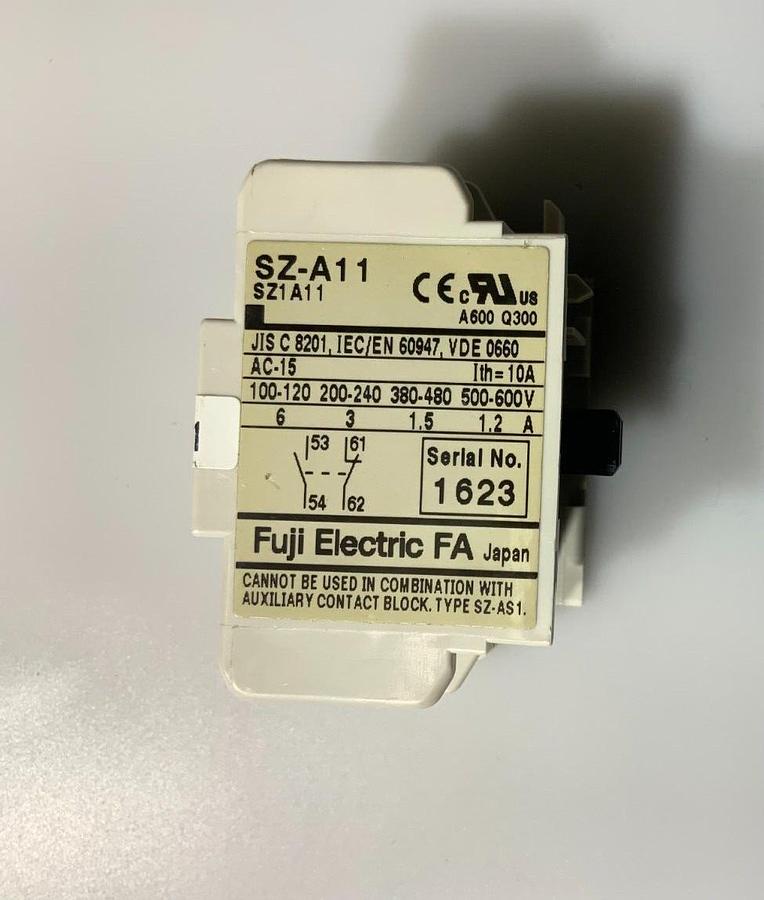 SZ-A11
SZ1A11
CE c UR US
A600 Q300
JIS C 8201, IEC/EN 60947, VDE 0660
AC-15 Ith=10A
100-120 200-240 380-480 500-600V
6 3 1.5 1.2 A
53 61
54 62
Serial No.
1623
Fuji Electric FA Japan
CANNOT BE USED IN COMBINATION WITH
AUXILIARY CONTACT BLOCK. TYPE SZ-AS1.